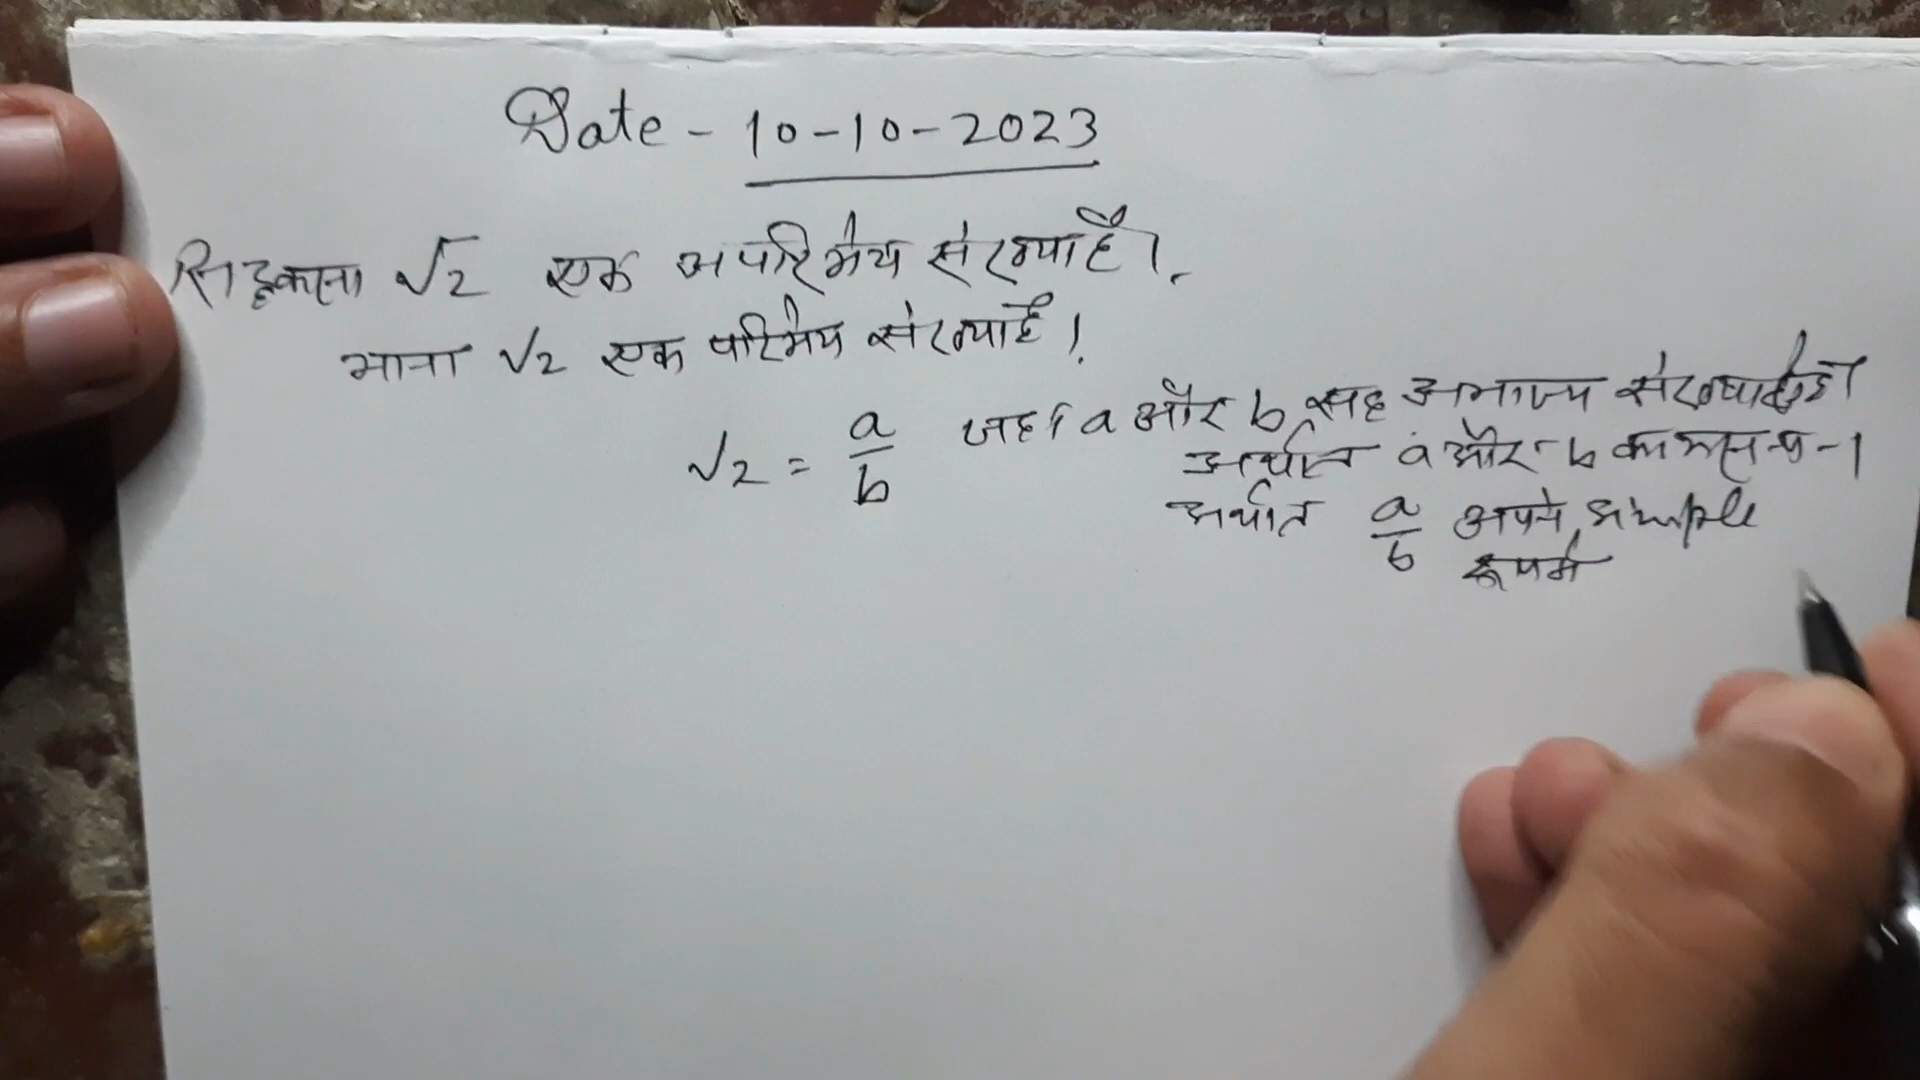 Date - 10-10-2023
सिद्ध करना √2 एक अपरिमेय संख्या है।
माना √2 एक परिमेय संख्या है।
√2 = a/b जहाँ a और b सह अभाज्य संख्या
अर्थात a और b का म.स.प - 1
अर्थात a/b अपने simple
रूप में